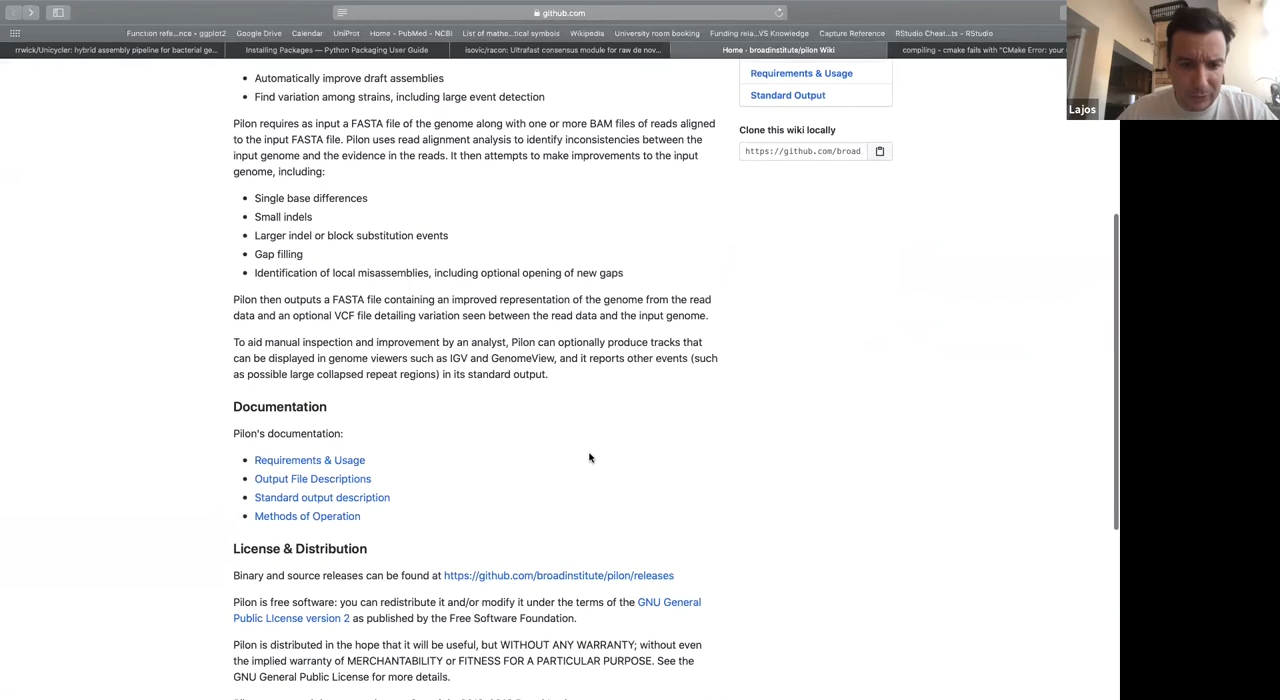 github.com
Function refe...nce - ggplot2 Google Drive Calendar UniProt Home - PubMed - NCBI List of mathe...tical symbols Wikipedia University room booking Funding rela...VS Knowledge Capture Reference RStudio Cheat...ts - RStudio
rrwick/Unicycler: hybrid assembly pipeline for bacterial ge... Installing Packages — Python Packaging User Guide isovic/racon: Ultrafast consensus module for raw de nov... Home · broadinstitute/pilon Wiki compiling - cmake fails with "CMake Error: your
Lajos
Automatically improve draft assemblies
Find variation among strains, including large event detection
Pilon requires as input a FASTA file of the genome along with one or more BAM files of reads aligned
to the input FASTA file. Pilon uses read alignment analysis to identify inconsistencies between the
input genome and the evidence in the reads. It then attempts to make improvements to the input
genome, including:
Single base differences
Small indels
Larger indel or block substitution events
Gap filling
Identification of local misassemblies, including optional opening of new gaps
Pilon then outputs a FASTA file containing an improved representation of the genome from the read
data and an optional VCF file detailing variation seen between the read data and the input genome.
To aid manual inspection and improvement by an analyst, Pilon can optionally produce tracks that
can be displayed in genome viewers such as IGV and GenomeView, and it reports other events (such
as possible large collapsed repeat regions) in its standard output.
Documentation
Pilon's documentation:
Requirements & Usage
Output File Descriptions
Standard output description
Methods of Operation
License & Distribution
Binary and source releases can be found at https://github.com/broadinstitute/pilon/releases
Pilon is free software: you can redistribute it and/or modify it under the terms of the GNU General
Public LIcense version 2 as published by the Free Software Foundation.
Pilon is distributed in the hope that it will be useful, but WITHOUT ANY WARRANTY; without even
the implied warranty of MERCHANTABILITY or FITNESS FOR A PARTICULAR PURPOSE. See the
GNU General Public License for more details.
Requirements & Usage
Standard Output
Clone this wiki locally
https://github.com/broad